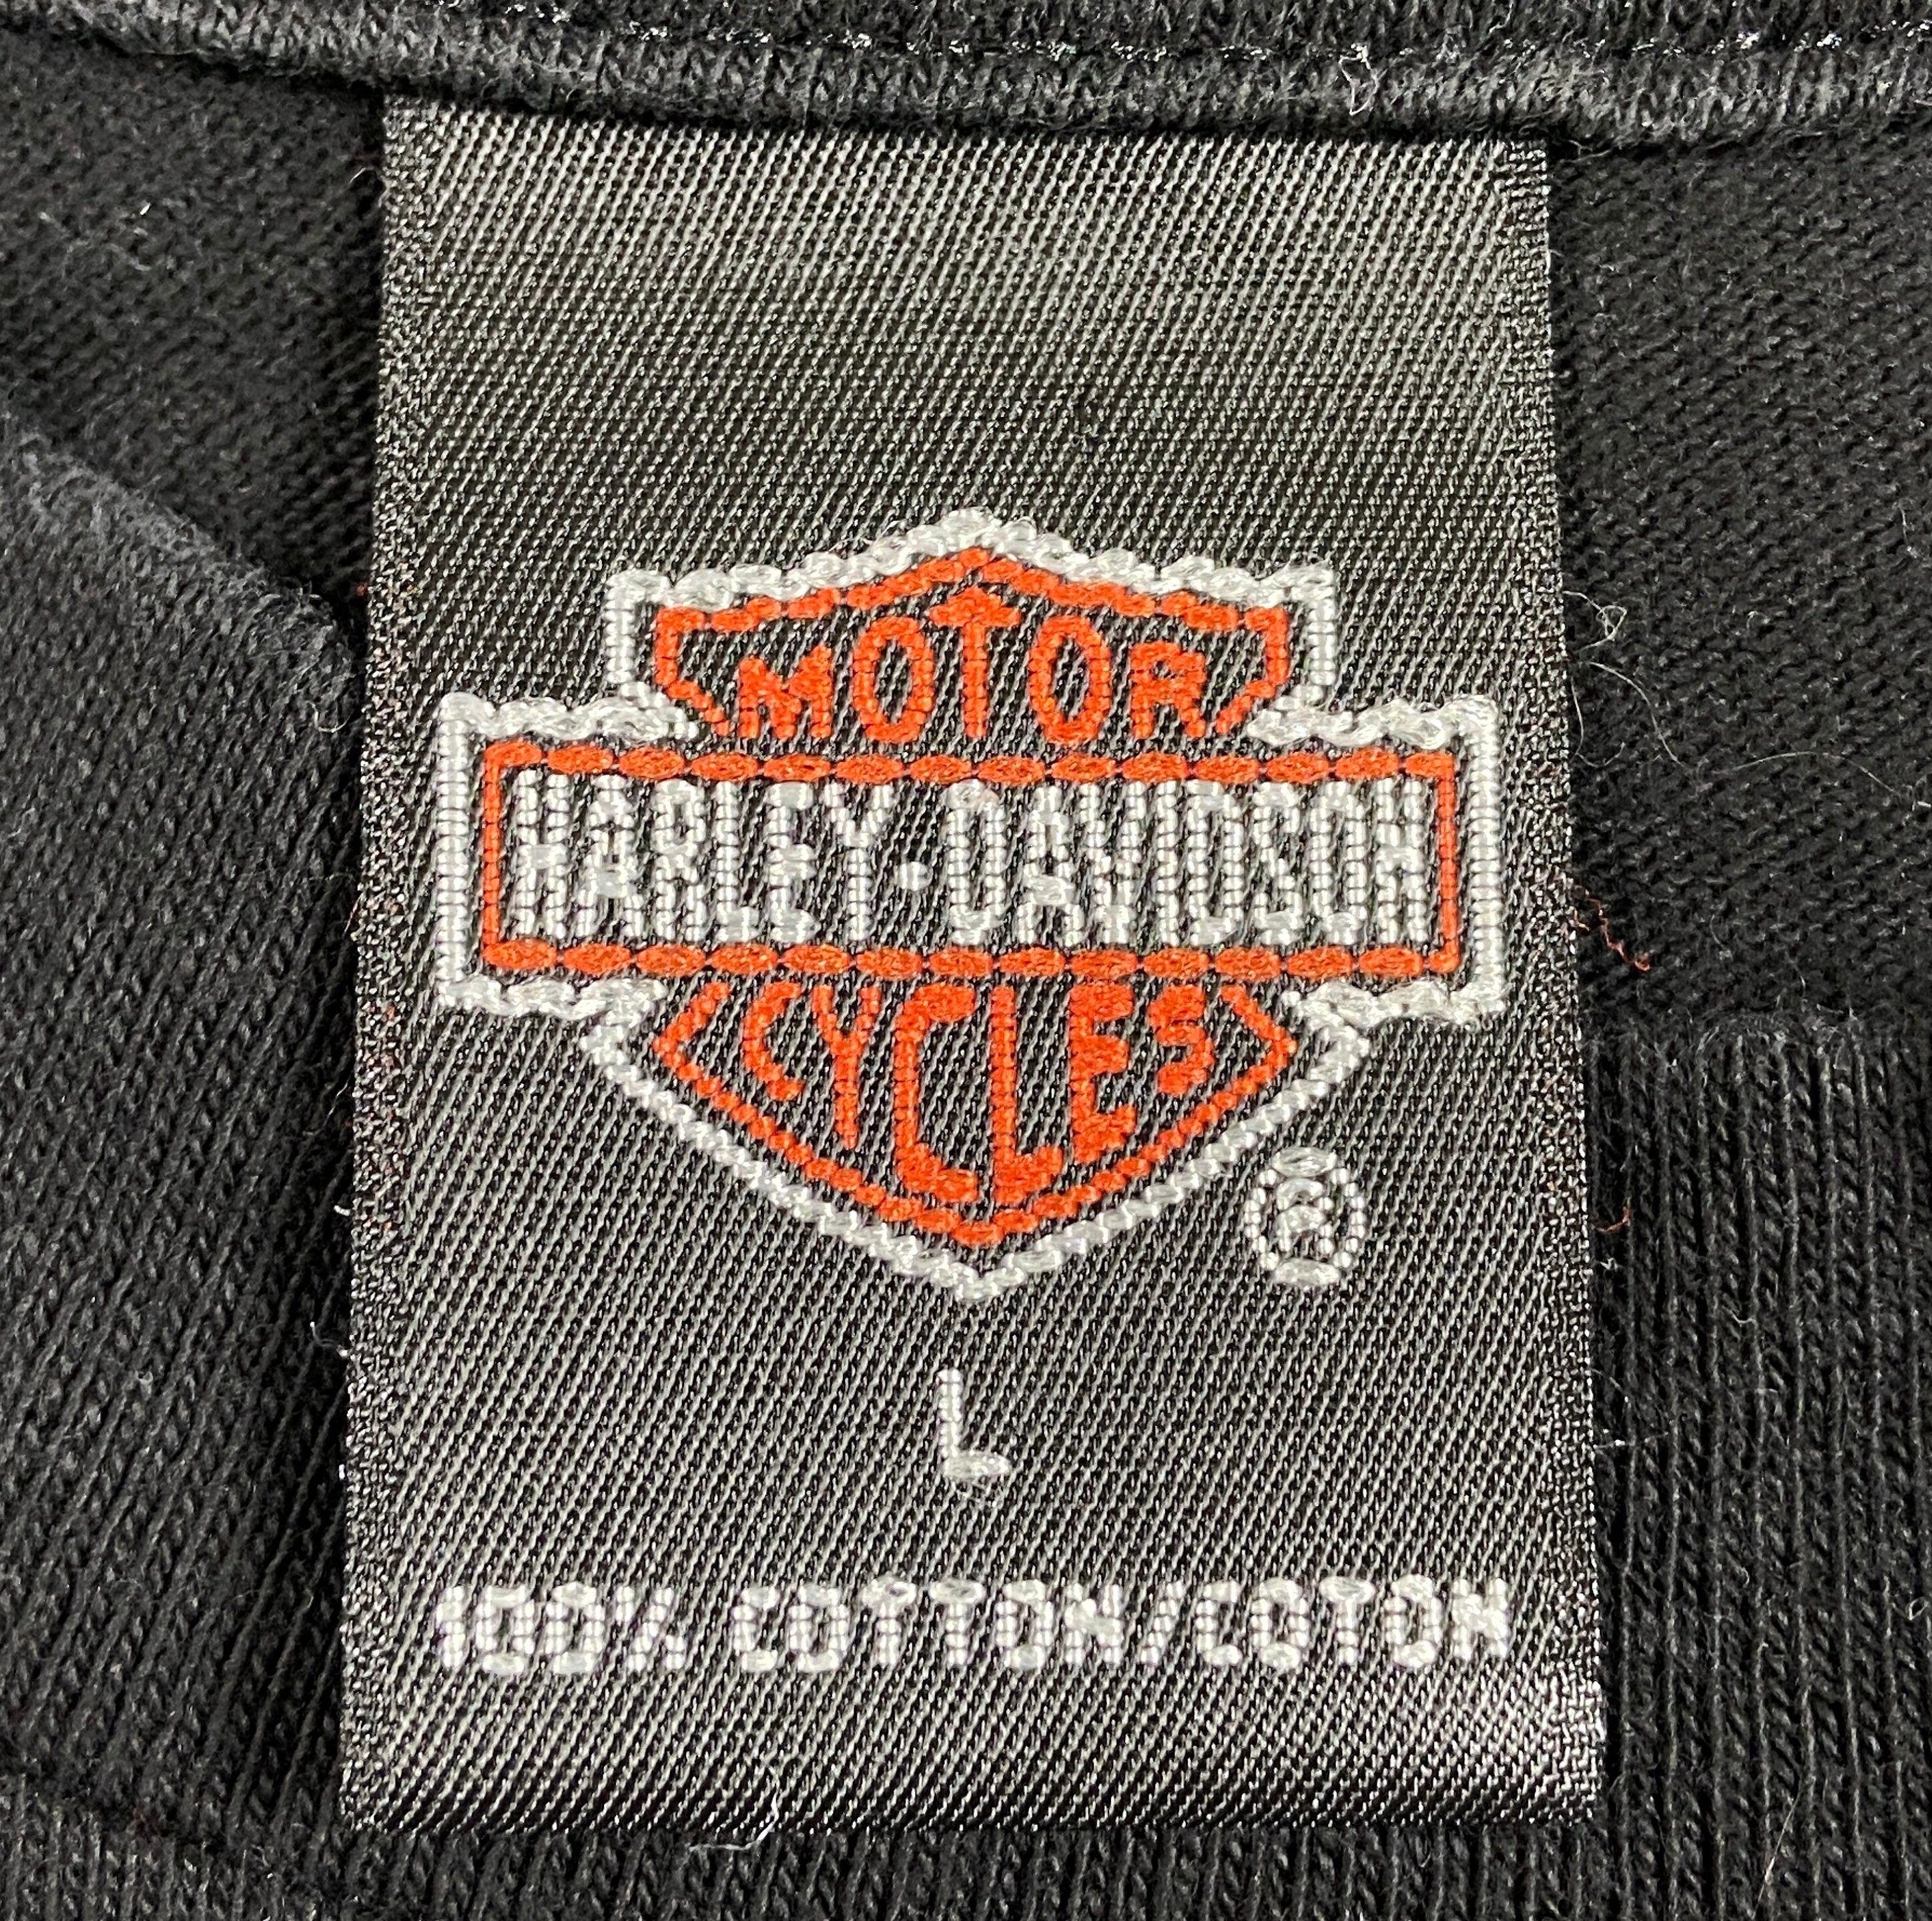 MOTOR
HARLEY-DAVIDSON
CYCLES
®
L
100% COTTON/COTON